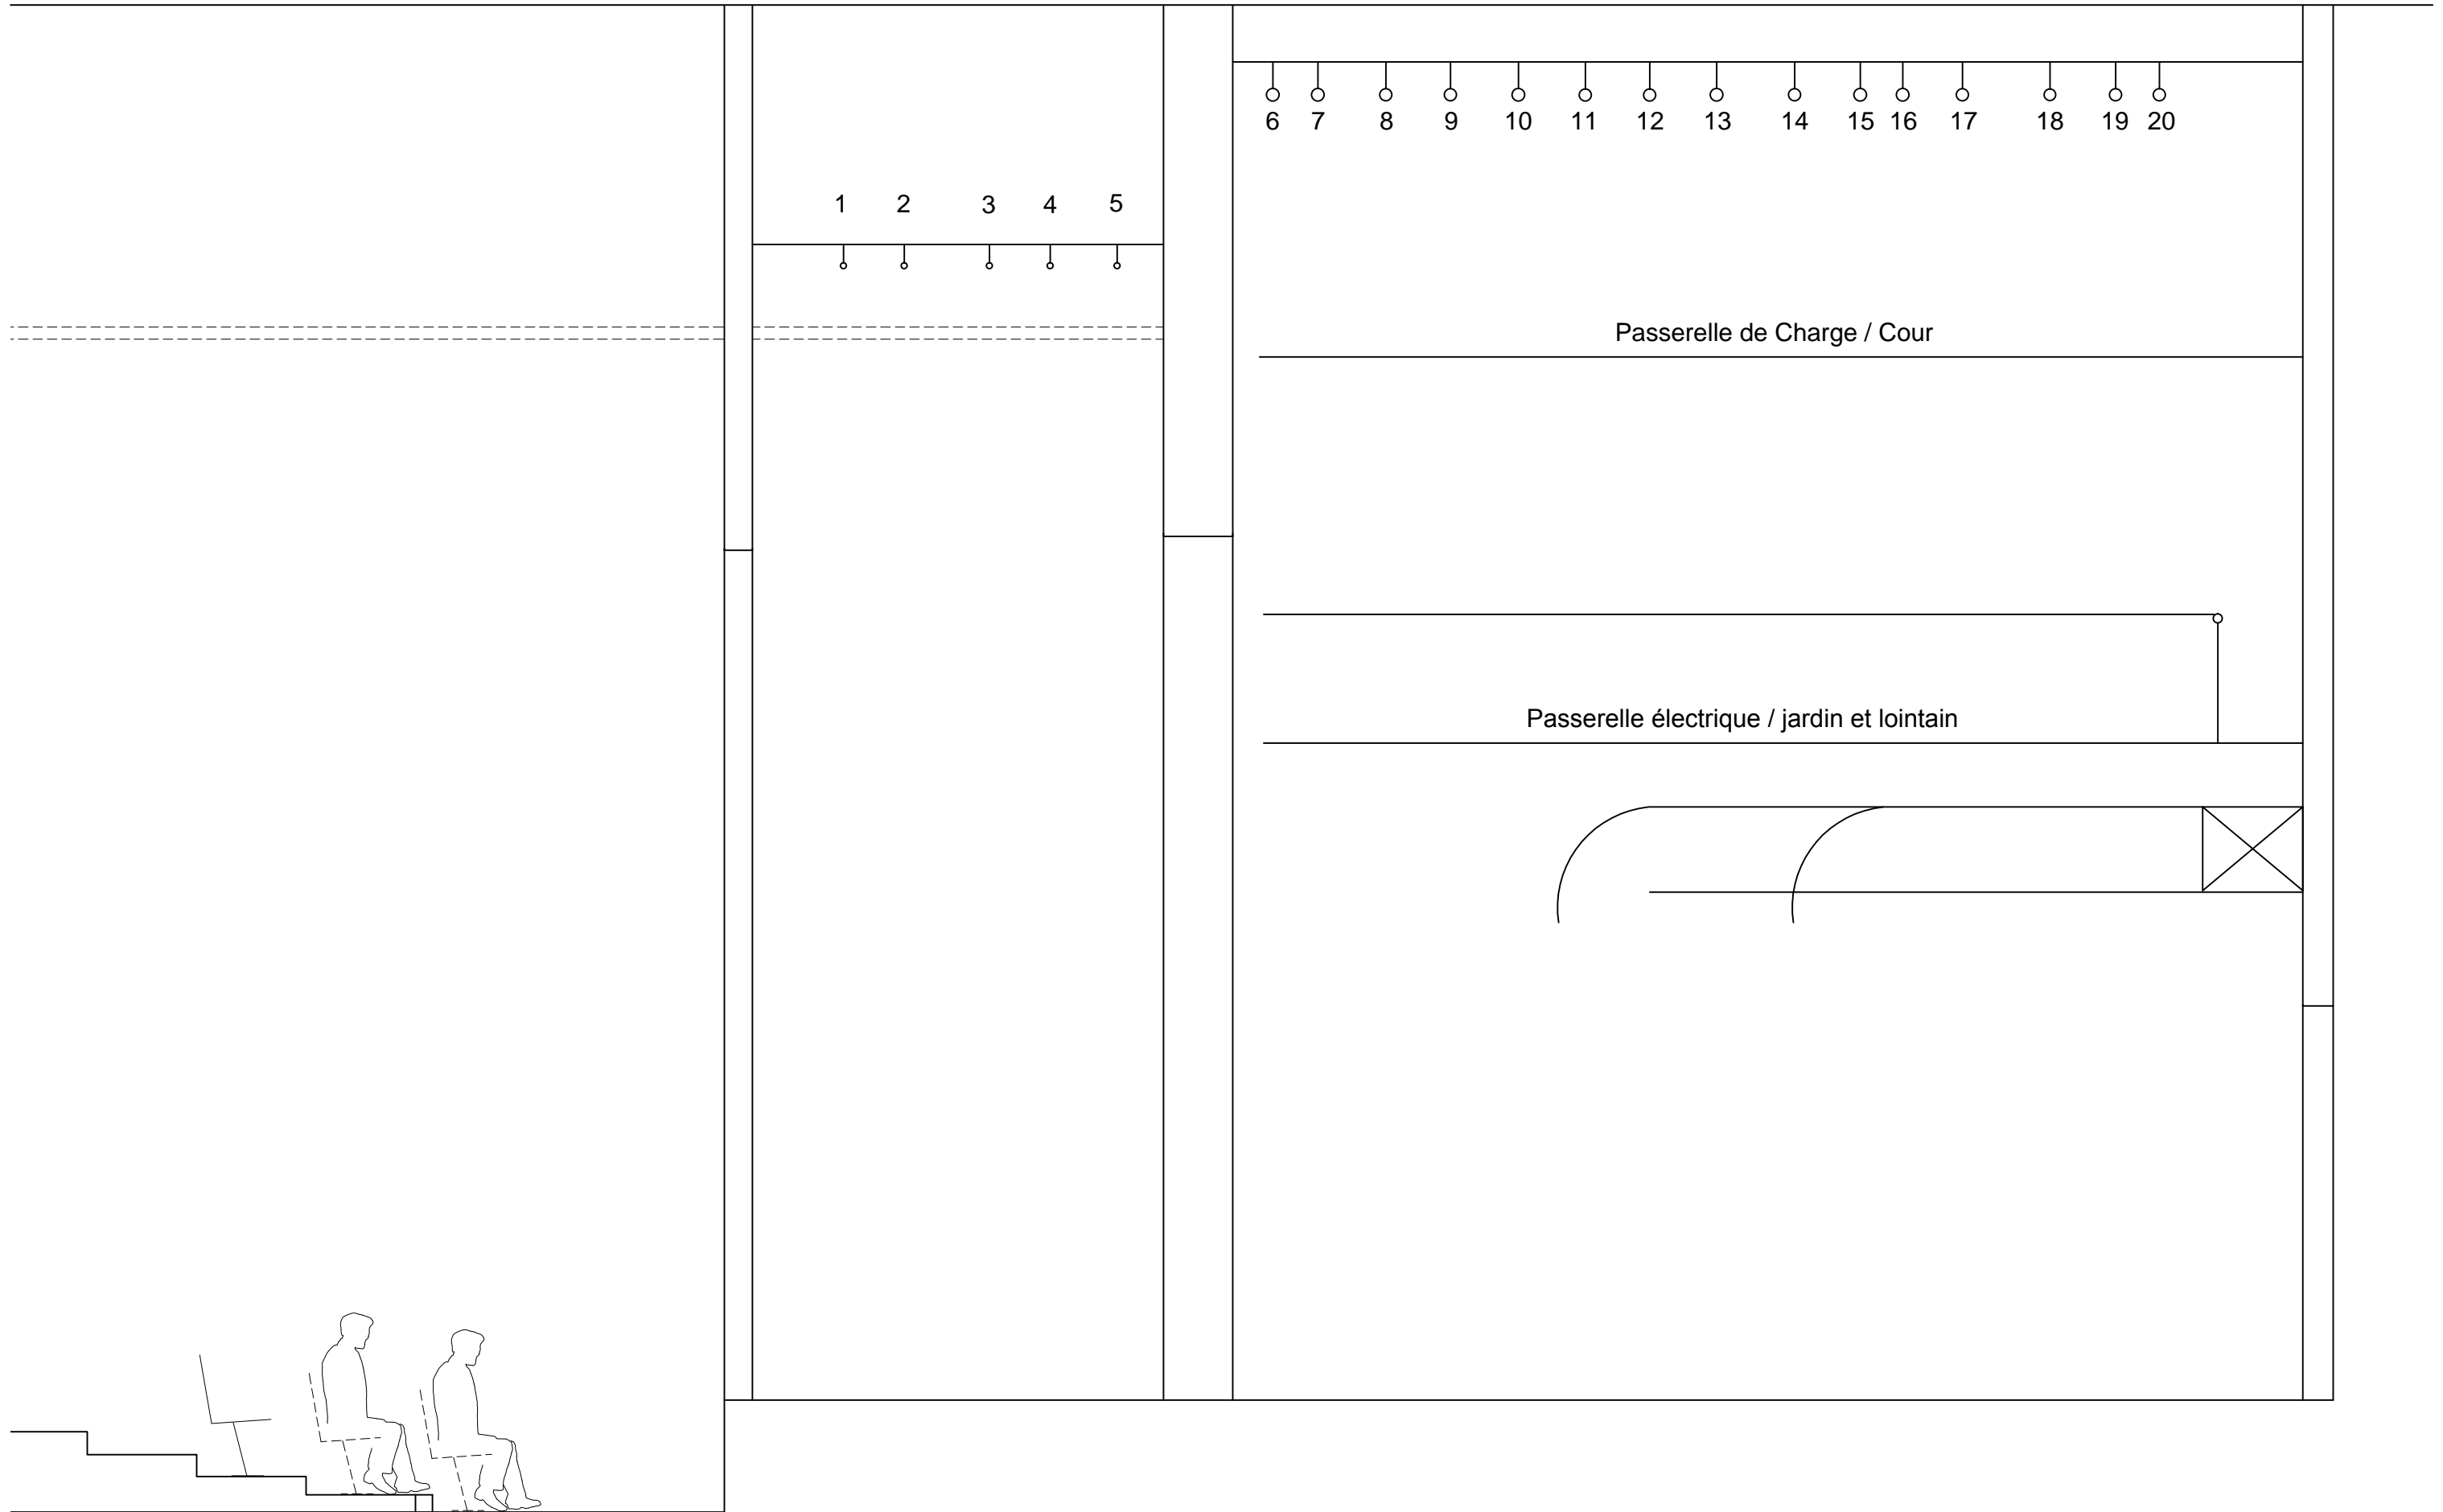 6 7 8 9 10 11 12 13 14 15 16 17 18 19 20
1 2 3 4 5
Passerelle de Charge / Cour
Passerelle électrique / jardin et lointain